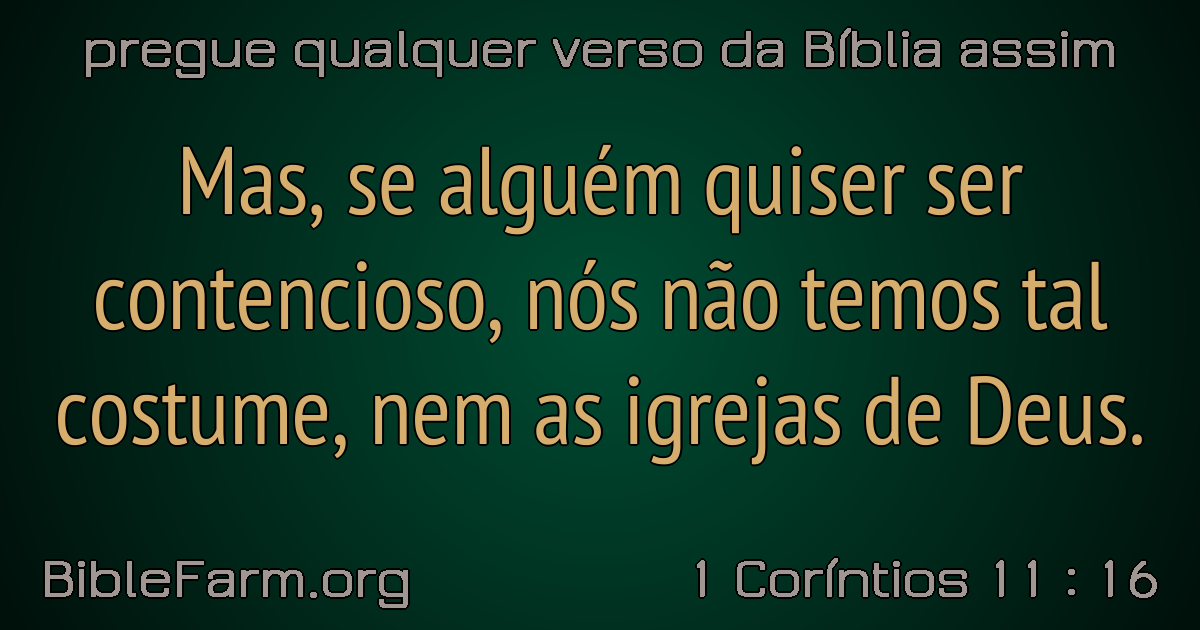 pregue qualquer verso da Bíblia assim
Mas, se alguém quiser ser
contencioso, nós não temos tal
costume, nem as igrejas de Deus.
BibleFarm.org
1 Coríntios 11 : 16